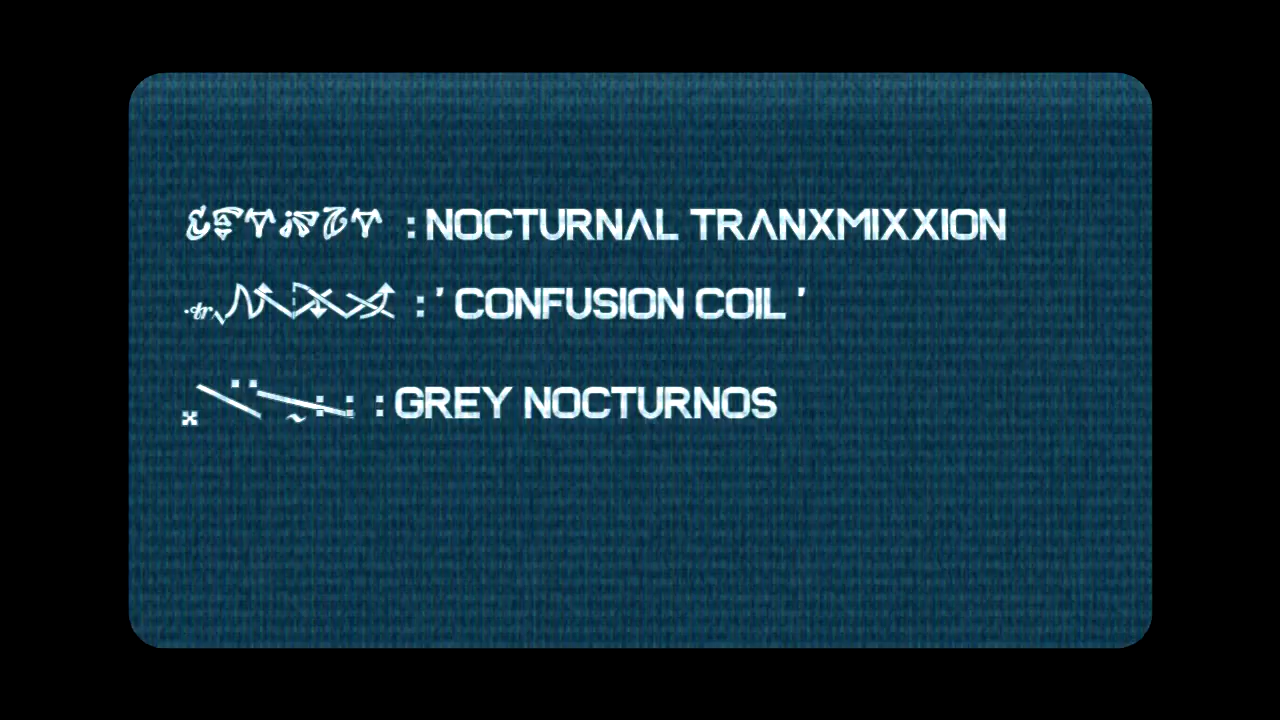 : NOCTURNAL TRANXMIXXION
: ' CONFUSION COIL '
: : : GREY NOCTURNOS